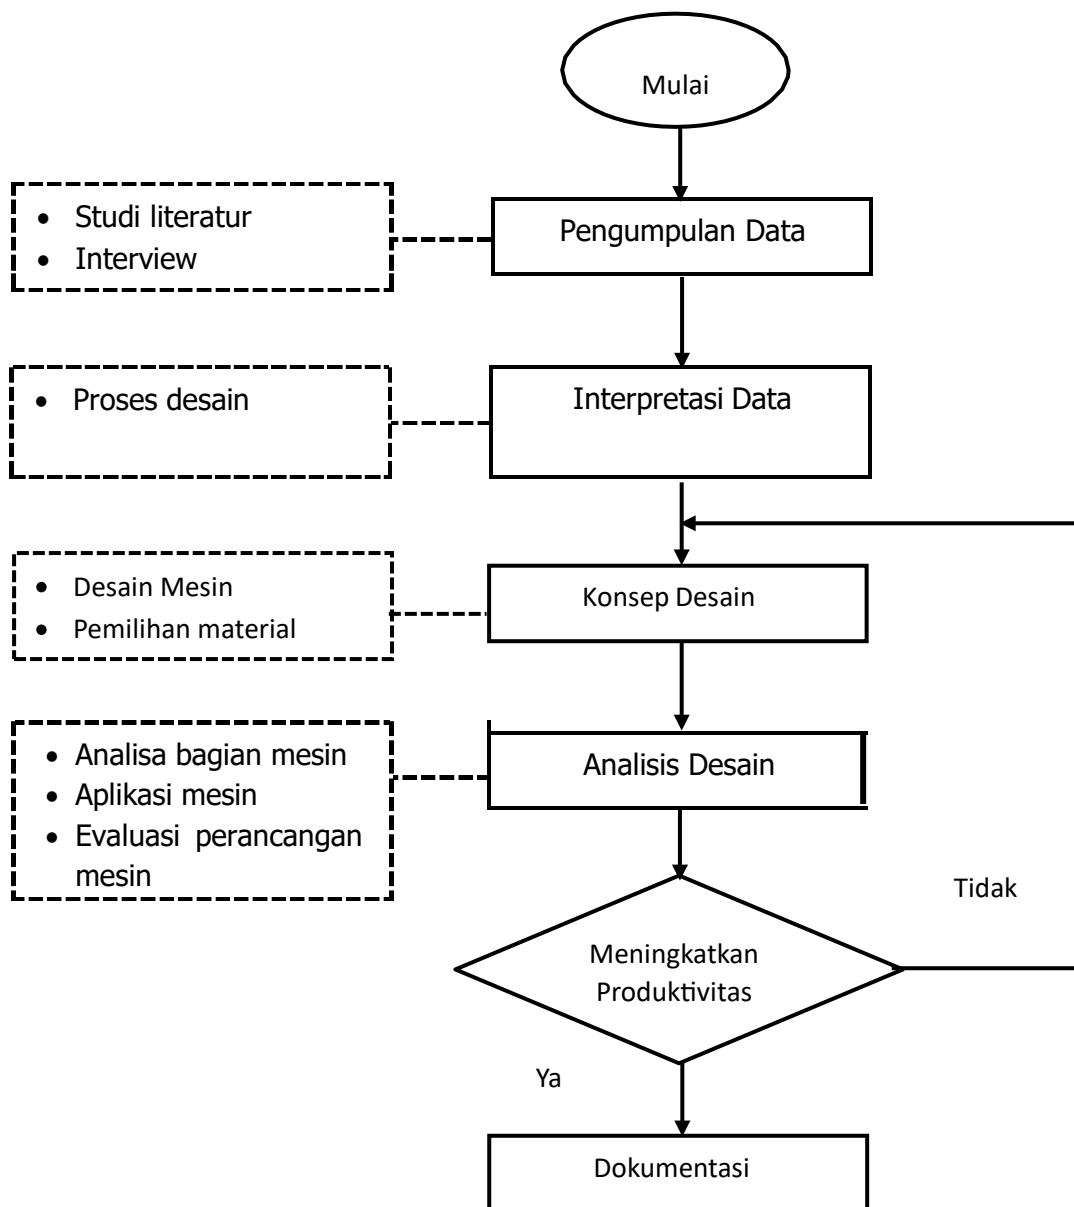 Mulai
• Studi literatur
• Interview
Pengumpulan Data
• Proses desain
Interpretasi Data
• Desain Mesin
• Pemilihan material
Konsep Desain
• Analisa bagian mesin
• Aplikasi mesin
• Evaluasi perancangan
mesin
Analisis Desain
Tidak
Meningkatkan
Produktivitas
Ya
Dokumentasi